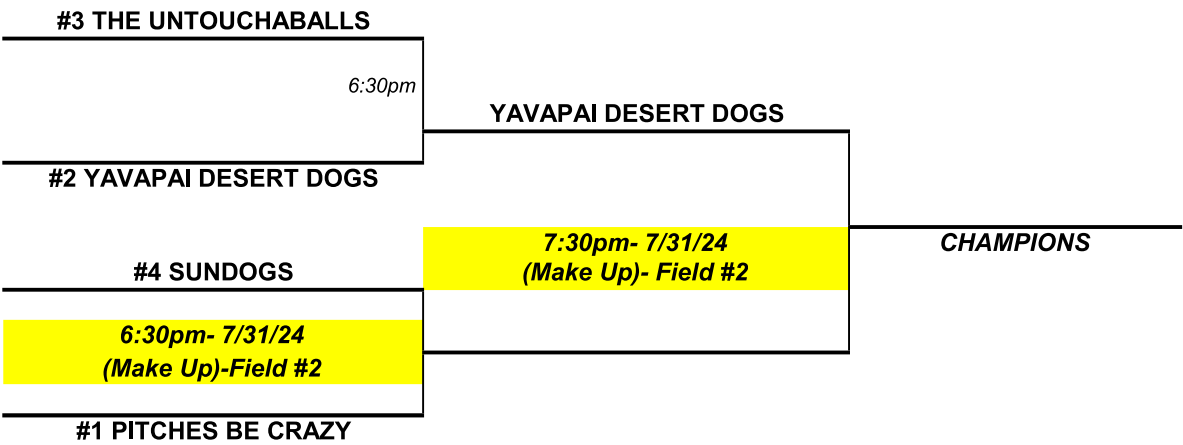 #3 THE UNTOUCHABALLS
6:30pm
YAVAPAI DESERT DOGS
#2 YAVAPAI DESERT DOGS
7:30pm- 7/31/24
(Make Up)- Field #2
CHAMPIONS
#4 SUNDOGS
6:30pm- 7/31/24
(Make Up)-Field #2
#1 PITCHES BE CRAZY